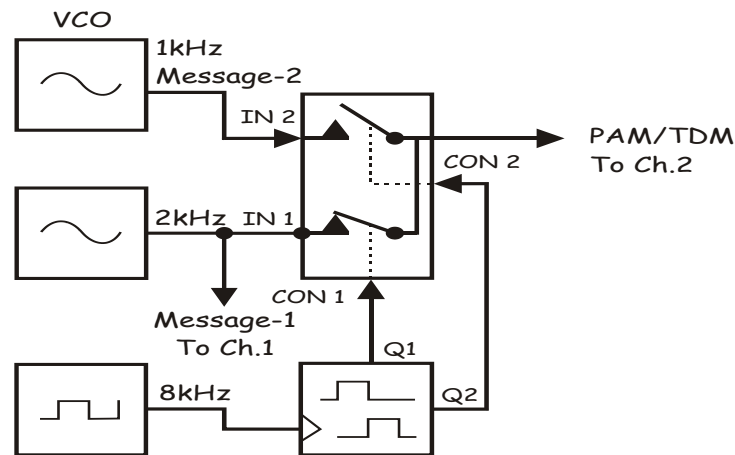 VCO
1kHz
Message-2
IN 2
PAM/TDM
To Ch.2
CON 2
2kHz
IN 1
CON 1
Message-1
To Ch.1
Q1
8kHz
Q2